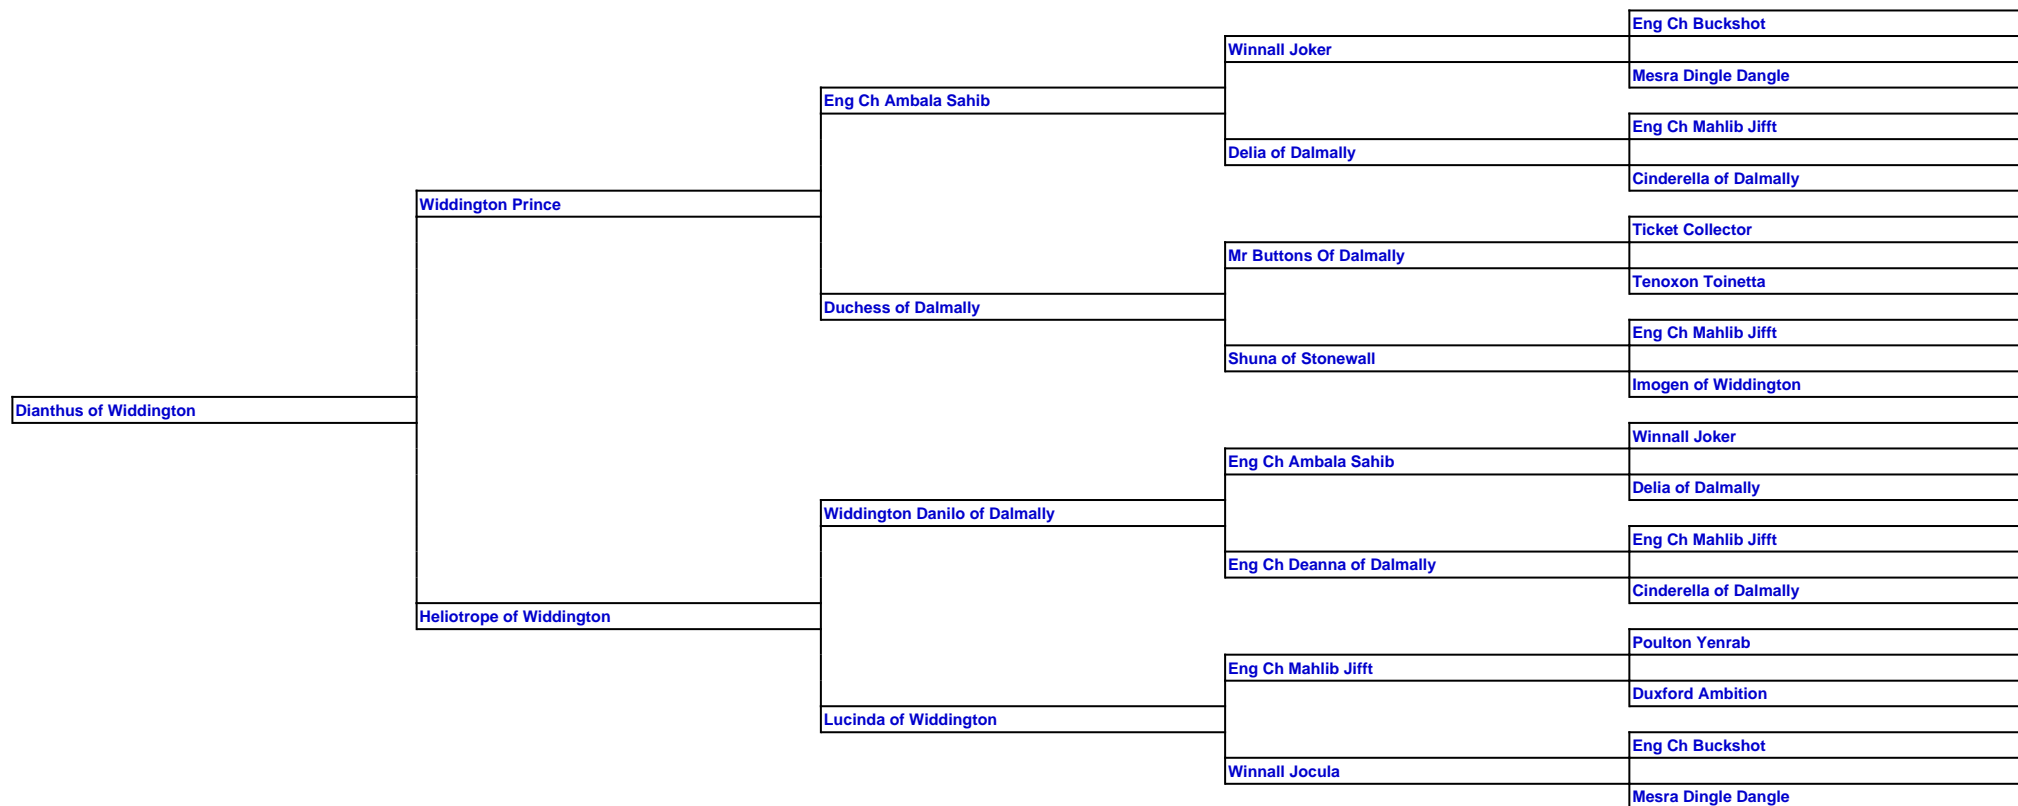 Eng Ch Buckshot
Winnall Joker
Mesra Dingle Dangle
Eng Ch Ambala Sahib
Eng Ch Mahlib Jifft
Delia of Dalmally
Cinderella of Dalmally
Widdington Prince
Ticket Collector
Mr Buttons Of Dalmally
Tenoxon Toinetta
Duchess of Dalmally
Eng Ch Mahlib Jifft
Shuna of Stonewall
Imogen of Widdington
Dianthus of Widdington
Winnall Joker
Eng Ch Ambala Sahib
Delia of Dalmally
Widdington Danilo of Dalmally
Eng Ch Mahlib Jifft
Eng Ch Deanna of Dalmally
Cinderella of Dalmally
Heliotrope of Widdington
Poulton Yenrab
Eng Ch Mahlib Jifft
Duxford Ambition
Lucinda of Widdington
Eng Ch Buckshot
Winnall Jocula
Mesra Dingle Dangle